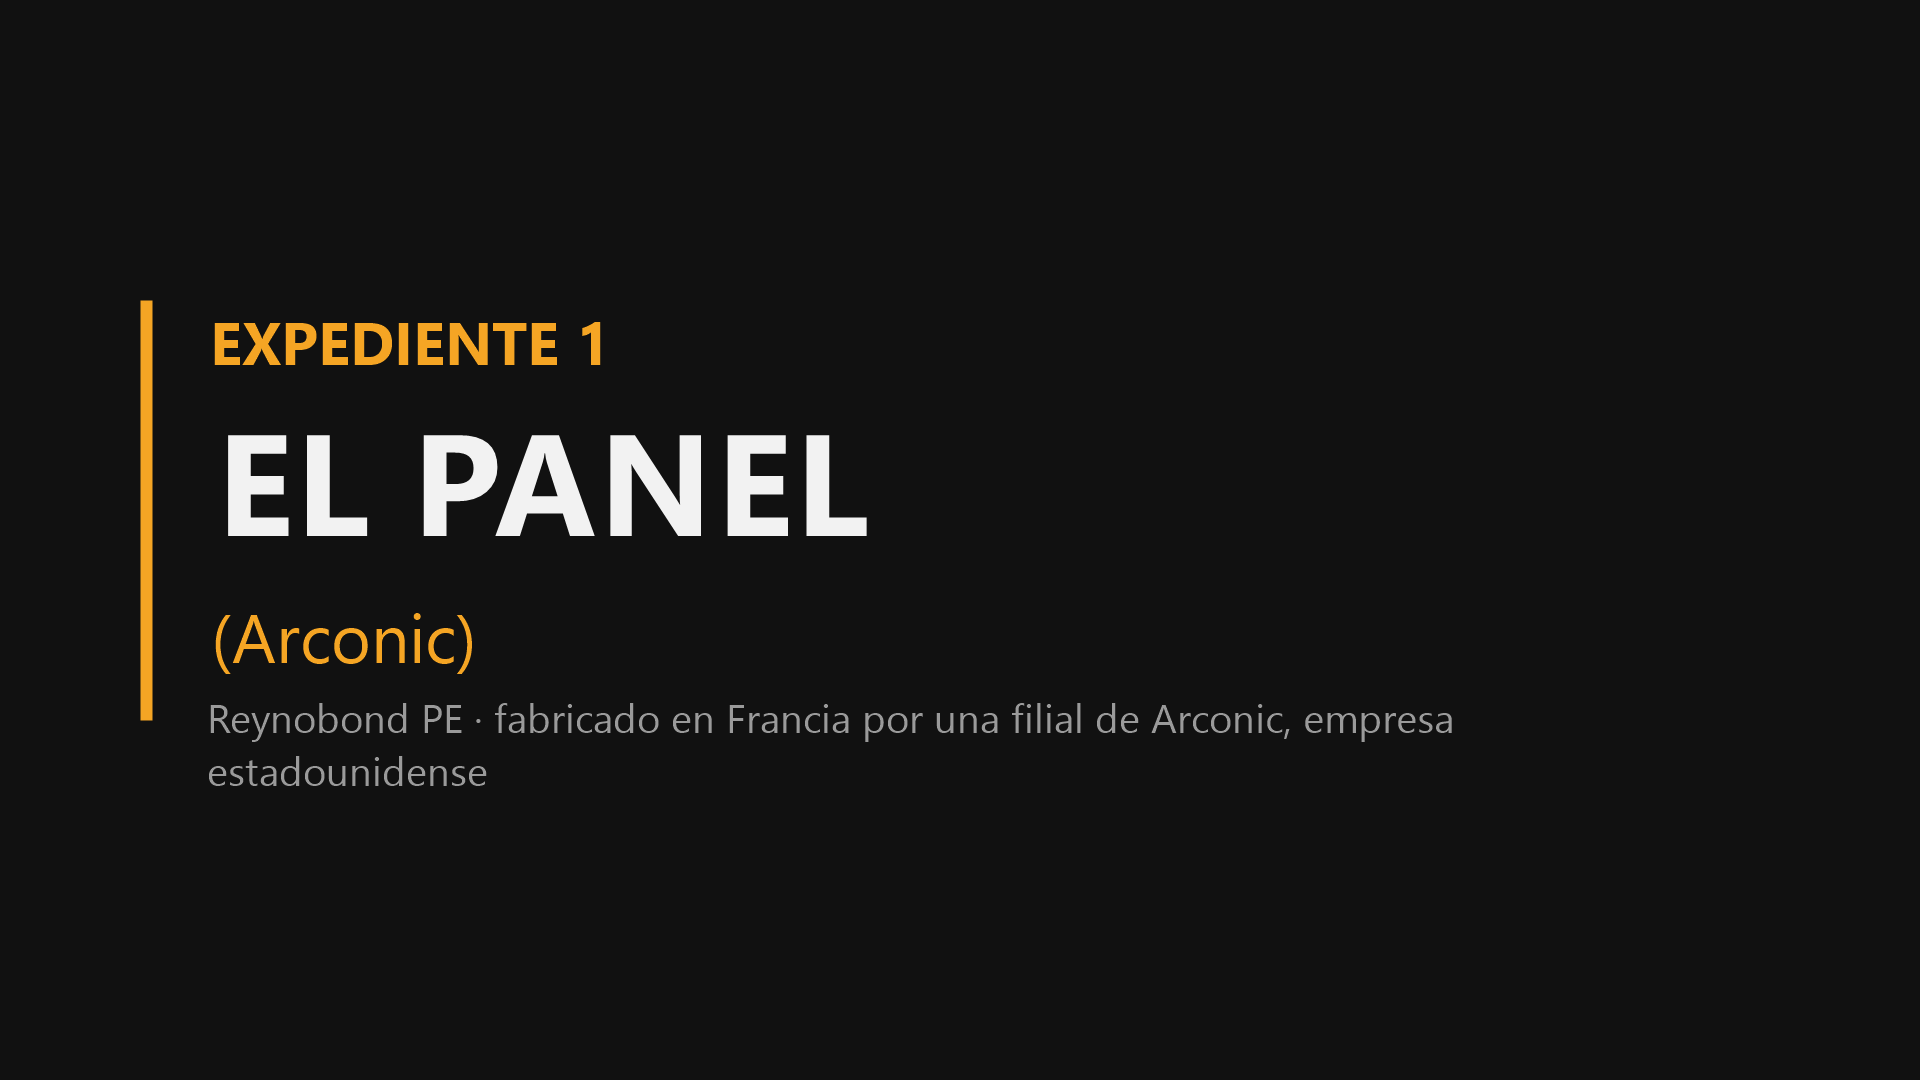 EXPEDIENTE 1
EL PANEL
(Arconic)
Reynobond PE · fabricado en Francia por una filial de Arconic, empresa
estadounidense